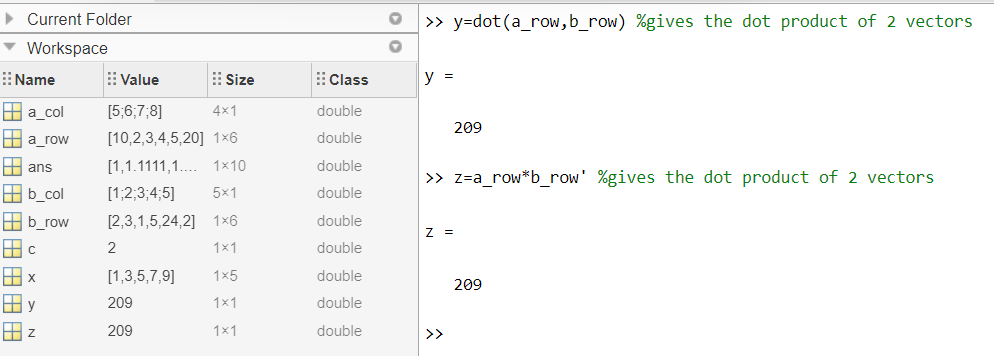 Current Folder
Workspace
Name Value Size Class
a_col [5;6;7;8] 4×1 double
a_row [10,2,3,4,5,20] 1×6 double
ans [1,1.1111,1.... 1×10 double
b_col [1;2;3;4;5] 5×1 double
b_row [2,3,1,5,24,2] 1×6 double
c 2 1×1 double
x [1,3,5,7,9] 1×5 double
y 209 1×1 double
z 209 1×1 double
>> y=dot(a_row,b_row) %gives the dot product of 2 vectors
y =
209
>> z=a_row*b_row' %gives the dot product of 2 vectors
z =
209
>>